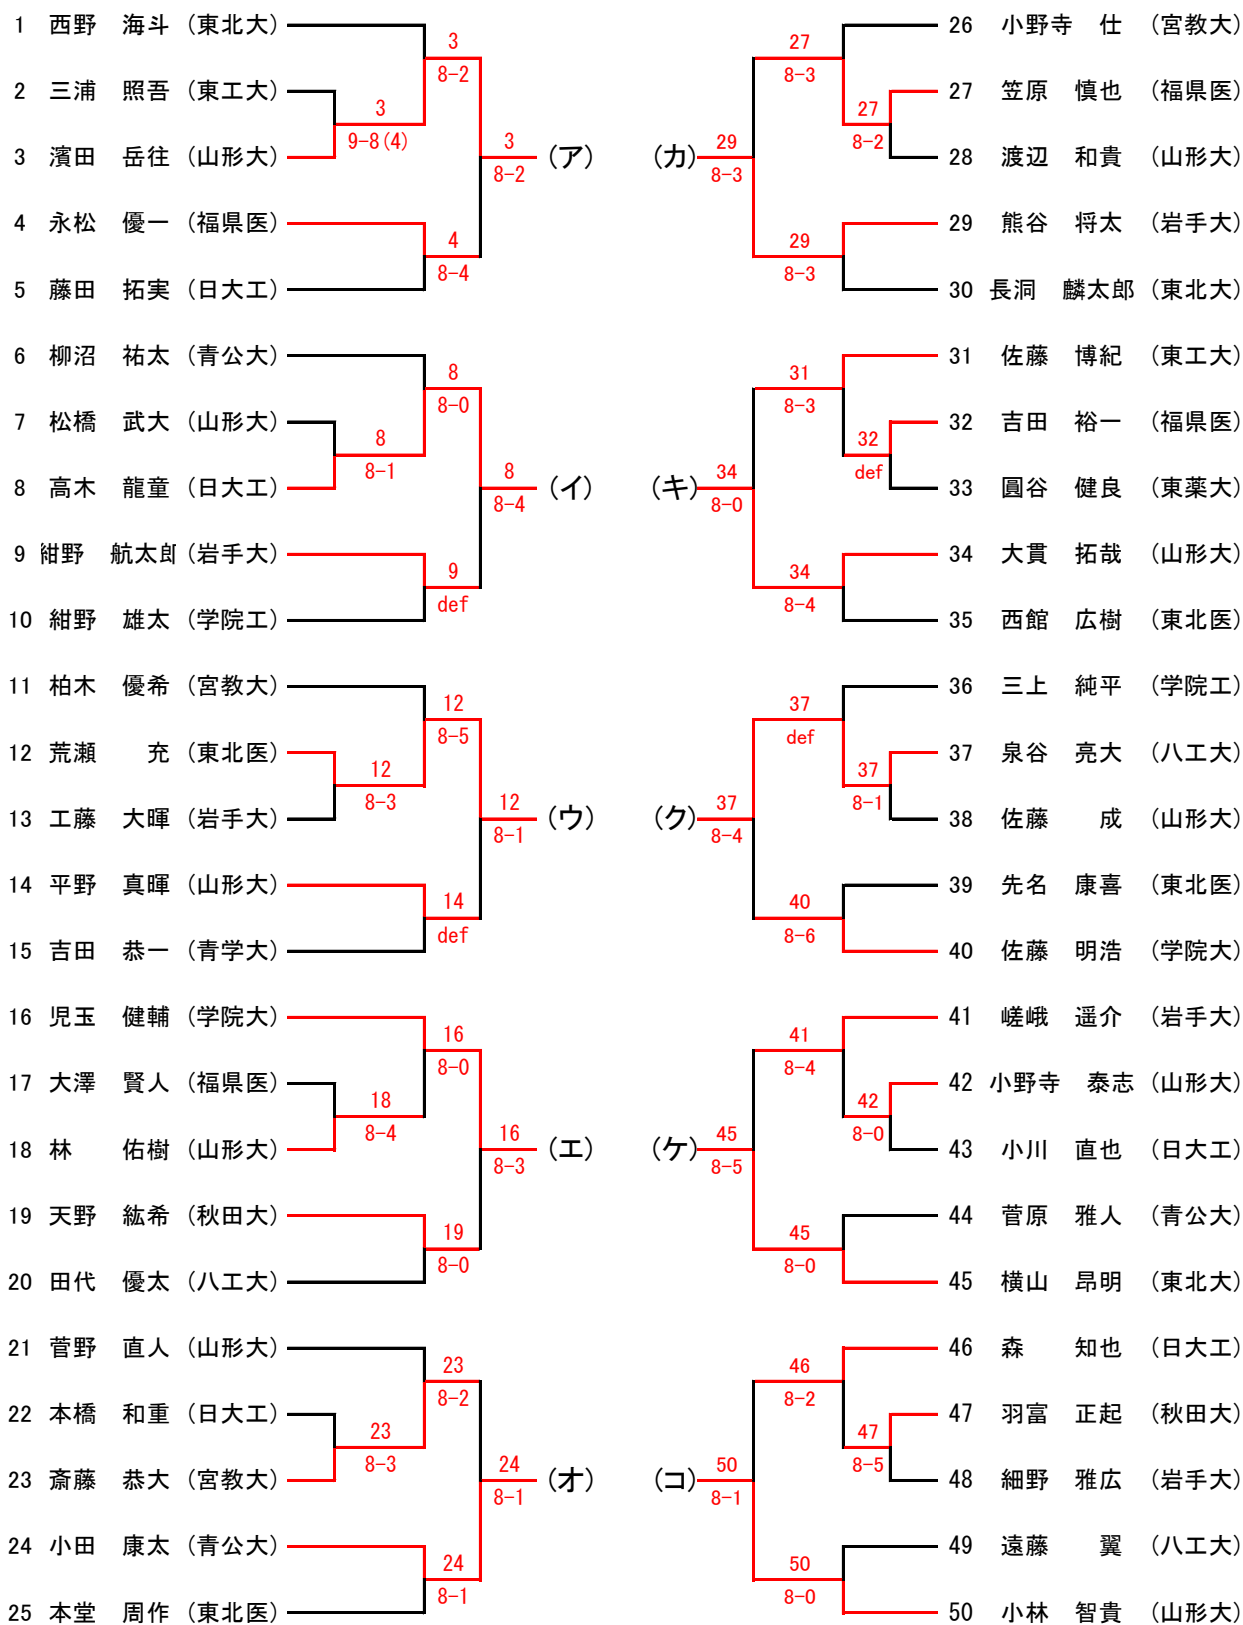 1 西野　海斗 （東北大）
3
8-2
2 三浦　照吾 （東工大）
3
9-8(4)
3 濱田　岳往 （山形大）
3
8-2
（ア）
4 永松　優一 （福県医）
4
8-4
5 藤田　拓実 （日大工）
6 柳沼　祐太 （青公大）
8
8-0
7 松橋　武大 （山形大）
8
8-1
8 高木　龍童 （日大工）
8
8-4
（イ）
9 紺野　航太郎 （岩手大）
9
def
10 紺野　雄太 （学院工）
11 柏木　優希 （宮教大）
12
8-5
12 荒瀬　　充 （東北医）
12
8-3
13 工藤　大暉 （岩手大）
12
8-1
（ウ）
14 平野　真暉 （山形大）
14
def
15 吉田　恭一 （青学大）
16 児玉　健輔 （学院大）
16
8-0
17 大澤　賢人 （福県医）
18
8-4
18 林　　佑樹 （山形大）
16
8-3
（エ）
19 天野　紘希 （秋田大）
19
8-0
20 田代　優太 （八工大）
21 菅野　直人 （山形大）
23
8-2
22 本橋　和重 （日大工）
23
8-3
23 斎藤　恭大 （宮教大）
24
8-1
（オ）
24 小田　康太 （青公大）
24
8-1
25 本堂　周作 （東北医）
26 小野寺　仕 （宮教大）
27
8-3
27 笠原　慎也 （福県医）
27
8-2
28 渡辺　和貴 （山形大）
（カ）
29
8-3
29 熊谷　将太 （岩手大）
29
8-3
30 長洞　麟太郎 （東北大）
31 佐藤　博紀 （東工大）
31
8-3
32 吉田　裕一 （福県医）
32
def
33 圓谷　健良 （東薬大）
（キ）
34
8-0
34 大貫　拓哉 （山形大）
34
8-4
35 西館　広樹 （東北医）
36 三上　純平 （学院工）
37
def
37 泉谷　亮大 （八工大）
37
8-1
38 佐藤　　成 （山形大）
（ク）
37
8-4
39 先名　康喜 （東北医）
40
8-6
40 佐藤　明浩 （学院大）
41 嵯峨　遥介 （岩手大）
41
8-4
42 小野寺　泰志 （山形大）
42
8-0
43 小川　直也 （日大工）
（ケ）
45
8-5
44 菅原　雅人 （青公大）
45
8-0
45 横山　昂明 （東北大）
46 森　　知也 （日大工）
46
8-2
47 羽富　正起 （秋田大）
47
8-5
48 細野　雅広 （岩手大）
（コ）
50
8-1
49 遠藤　　翼 （八工大）
50
8-0
50 小林　智貴 （山形大）